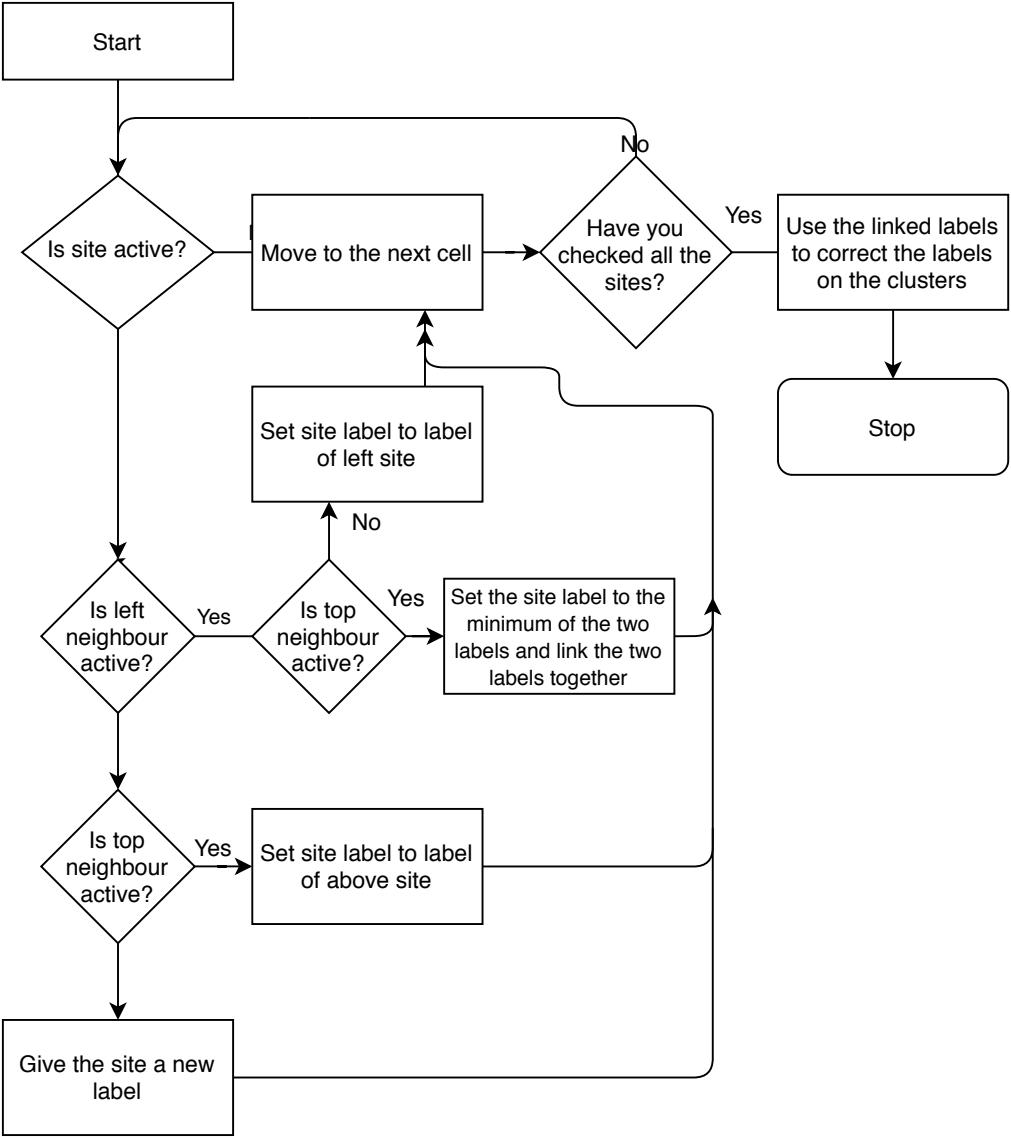 Start
No
Is site active?
Move to the next cell
Have you
checked all the
sites?
Yes
Use the linked labels
to correct the labels
on the clusters
Stop
Set site label to label
of left site
No
Is left
neighbour
active?
Yes
Is top
neighbour
active?
Yes
Set the site label to the
minimum of the two
labels and link the two
labels together
Is top
neighbour
active?
Yes
Set site label to label
of above site
Give the site a new
label